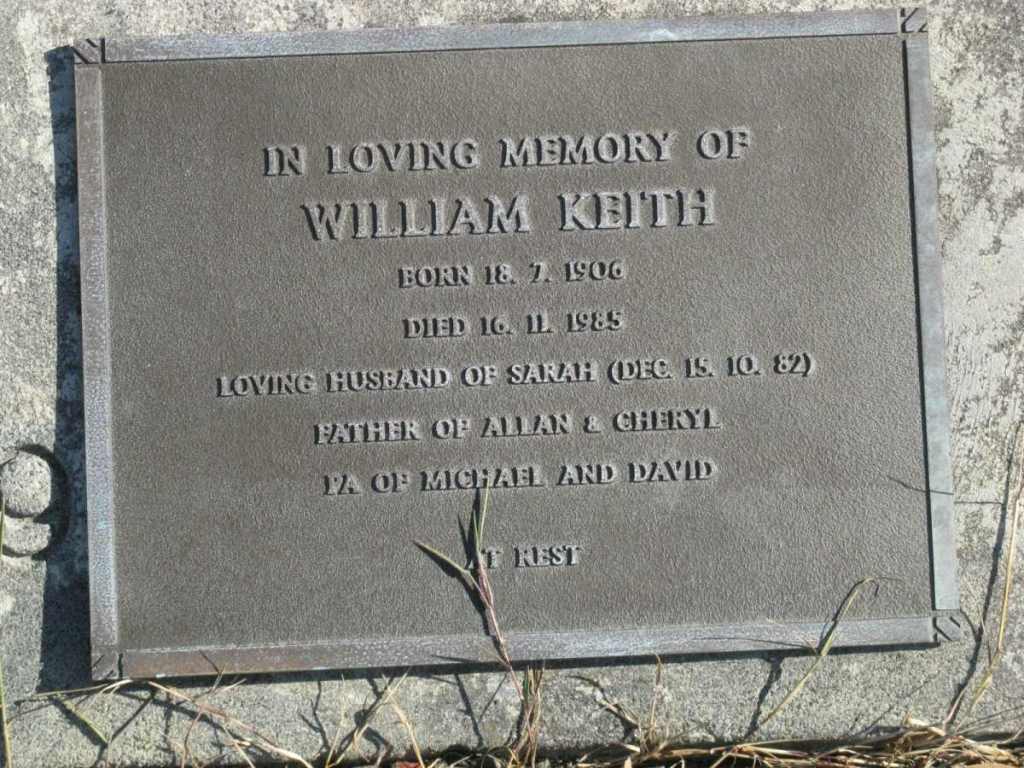 IN LOVING MEMORY OF
WILLIAM KEITH
BORN 18. 7. 1906
DIED 16. 11. 1985
LOVING HUSBAND OF SARAH (DEC. 15. 10. 82)
FATHER OF ALLAN & CHERYL
PA OF MICHAEL AND DAVID
AT REST